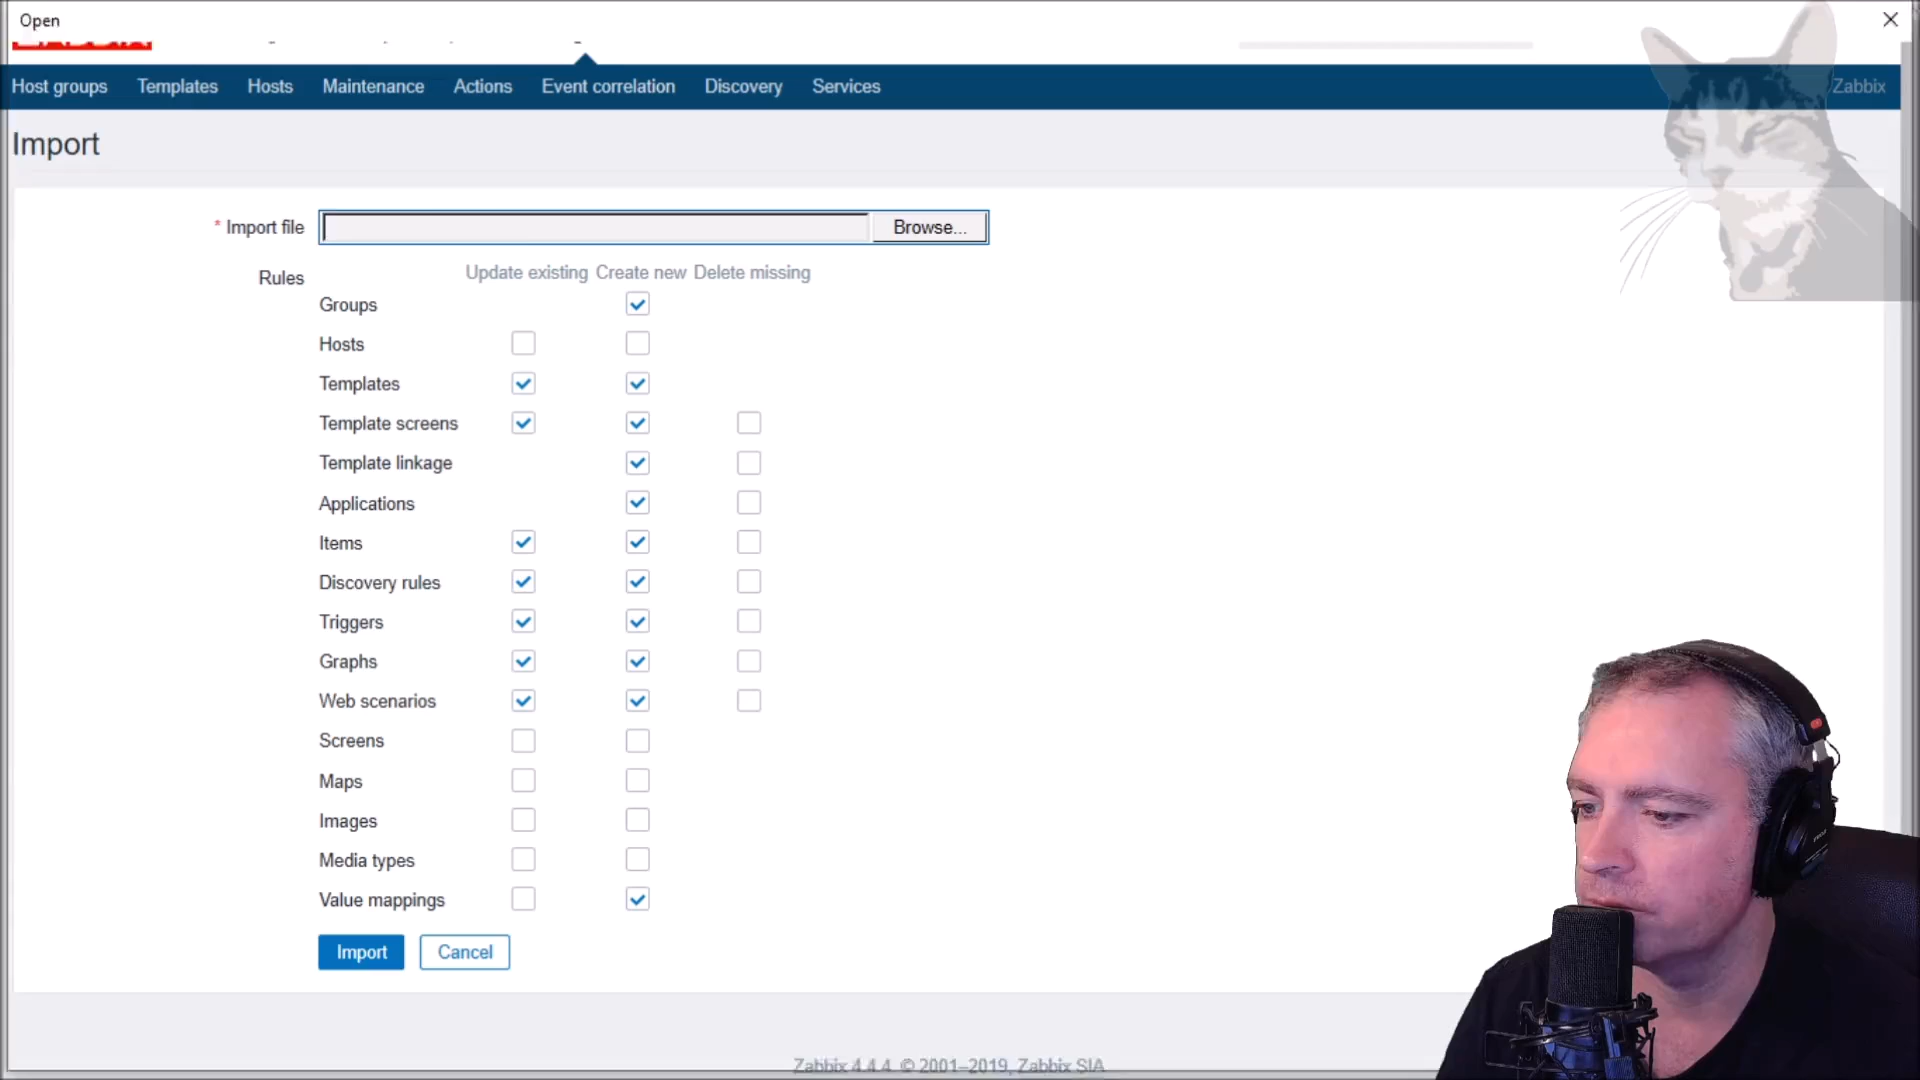 Open
Host groups Templates Hosts Maintenance Actions Event correlation Discovery Services Zabbix
Import
* Import file Browse...
Rules Update existing Create new Delete missing
Groups
Hosts
Templates
Template screens
Template linkage
Applications
Items
Discovery rules
Triggers
Graphs
Web scenarios
Screens
Maps
Images
Media types
Value mappings
Import Cancel
Zabbix 4.4.4. © 2001–2019, Zabbix SIA